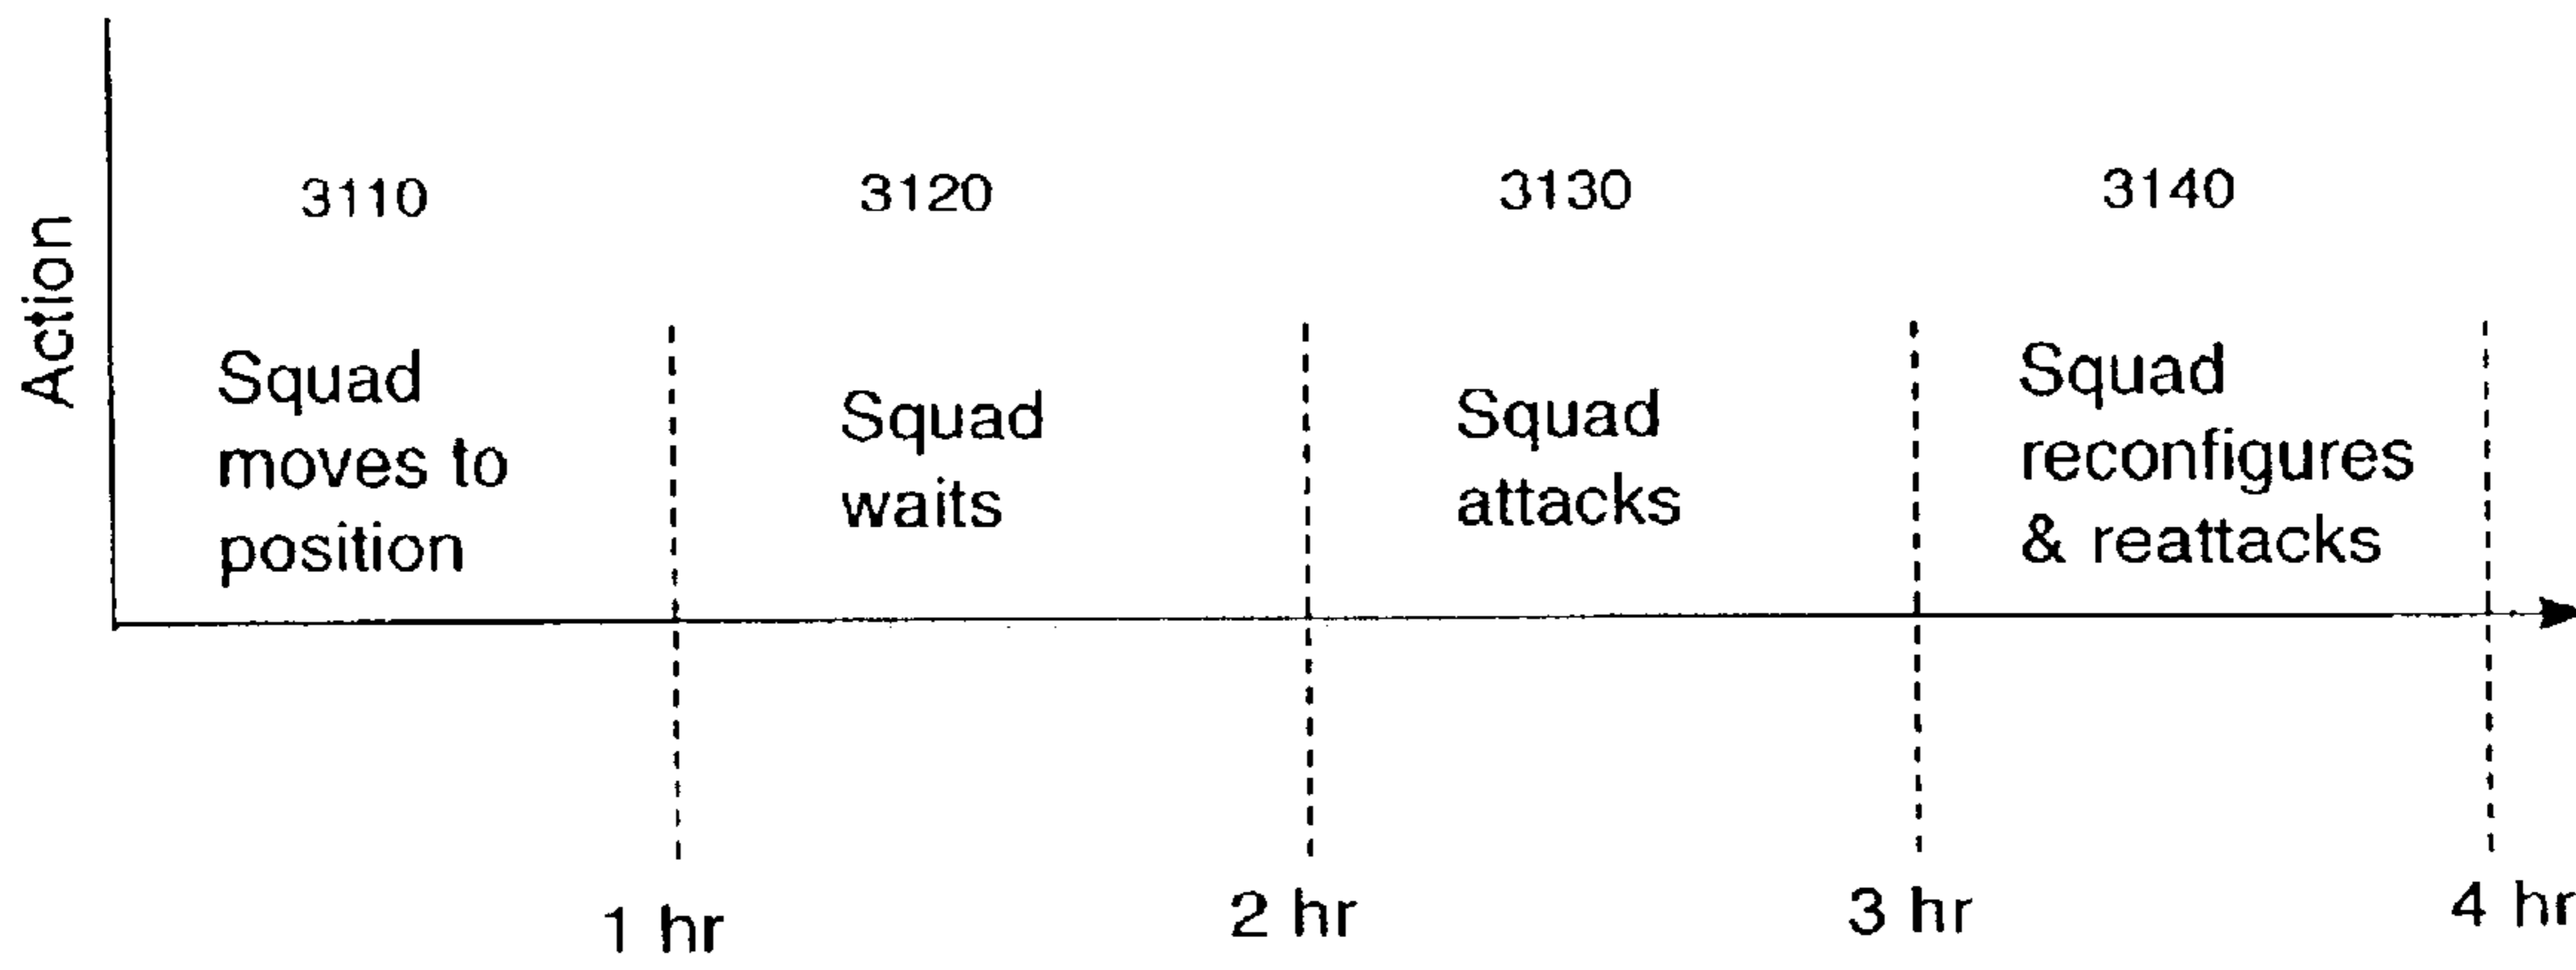 Action
3110
3120
3130
3140
Squad
moves to
position
Squad
waits
Squad
attacks
Squad
reconfigures
& reattacks
1 hr
2 hr
3 hr
4 hr